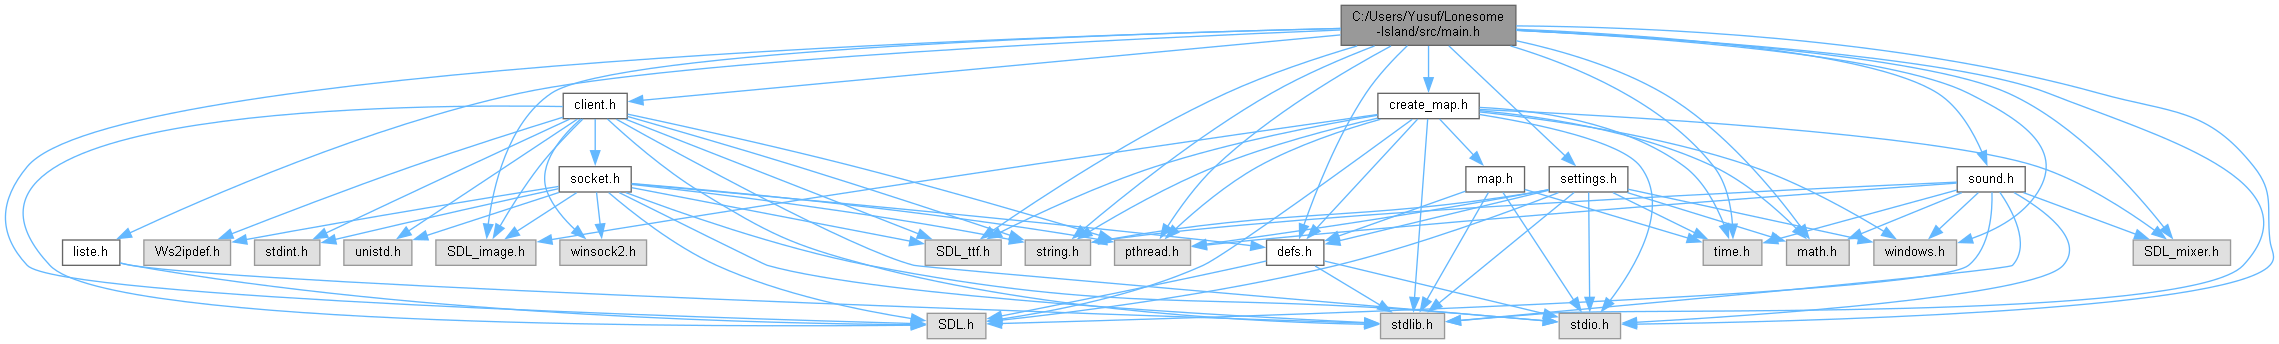 C:/Users/Yusuf/Lonesome
-Island/src/main.h
client.h
create_map.h
socket.h
map.h
settings.h
sound.h
liste.h
Ws2ipdef.h
stdint.h
unistd.h
SDL_image.h
winsock2.h
SDL_ttf.h
string.h
pthread.h
defs.h
time.h
math.h
windows.h
SDL_mixer.h
SDL.h
stdlib.h
stdio.h